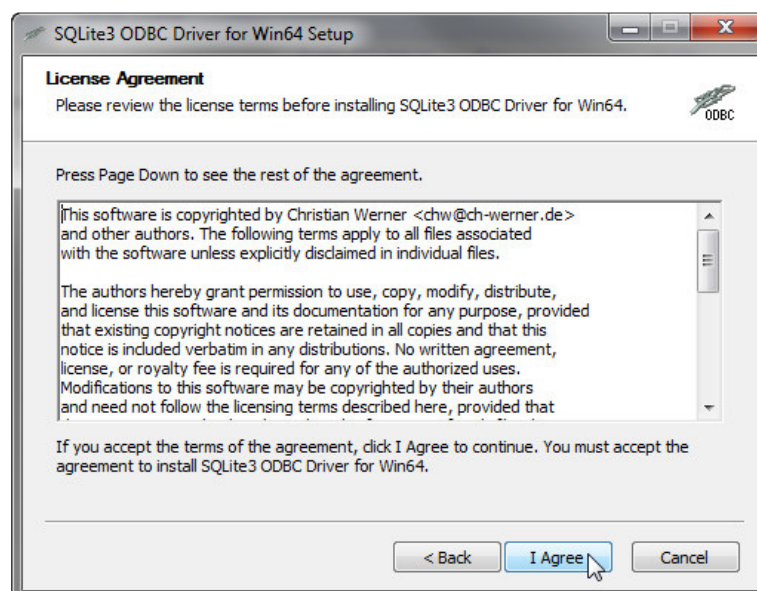 SQLite3 ODBC Driver for Win64 Setup
License Agreement
Please review the license terms before installing SQLite3 ODBC Driver for Win64.
ODBC
Press Page Down to see the rest of the agreement.
This software is copyrighted by Christian Werner <chw@ch-werner.de>
and other authors. The following terms apply to all files associated
with the software unless explicitly disclaimed in individual files.
The authors hereby grant permission to use, copy, modify, distribute,
and license this software and its documentation for any purpose, provided
that existing copyright notices are retained in all copies and that this
notice is included verbatim in any distributions. No written agreement,
license, or royalty fee is required for any of the authorized uses.
Modifications to this software may be copyrighted by their authors
and need not follow the licensing terms described here, provided that
If you accept the terms of the agreement, click I Agree to continue. You must accept the
agreement to install SQLite3 ODBC Driver for Win64.
< Back
I Agree
Cancel